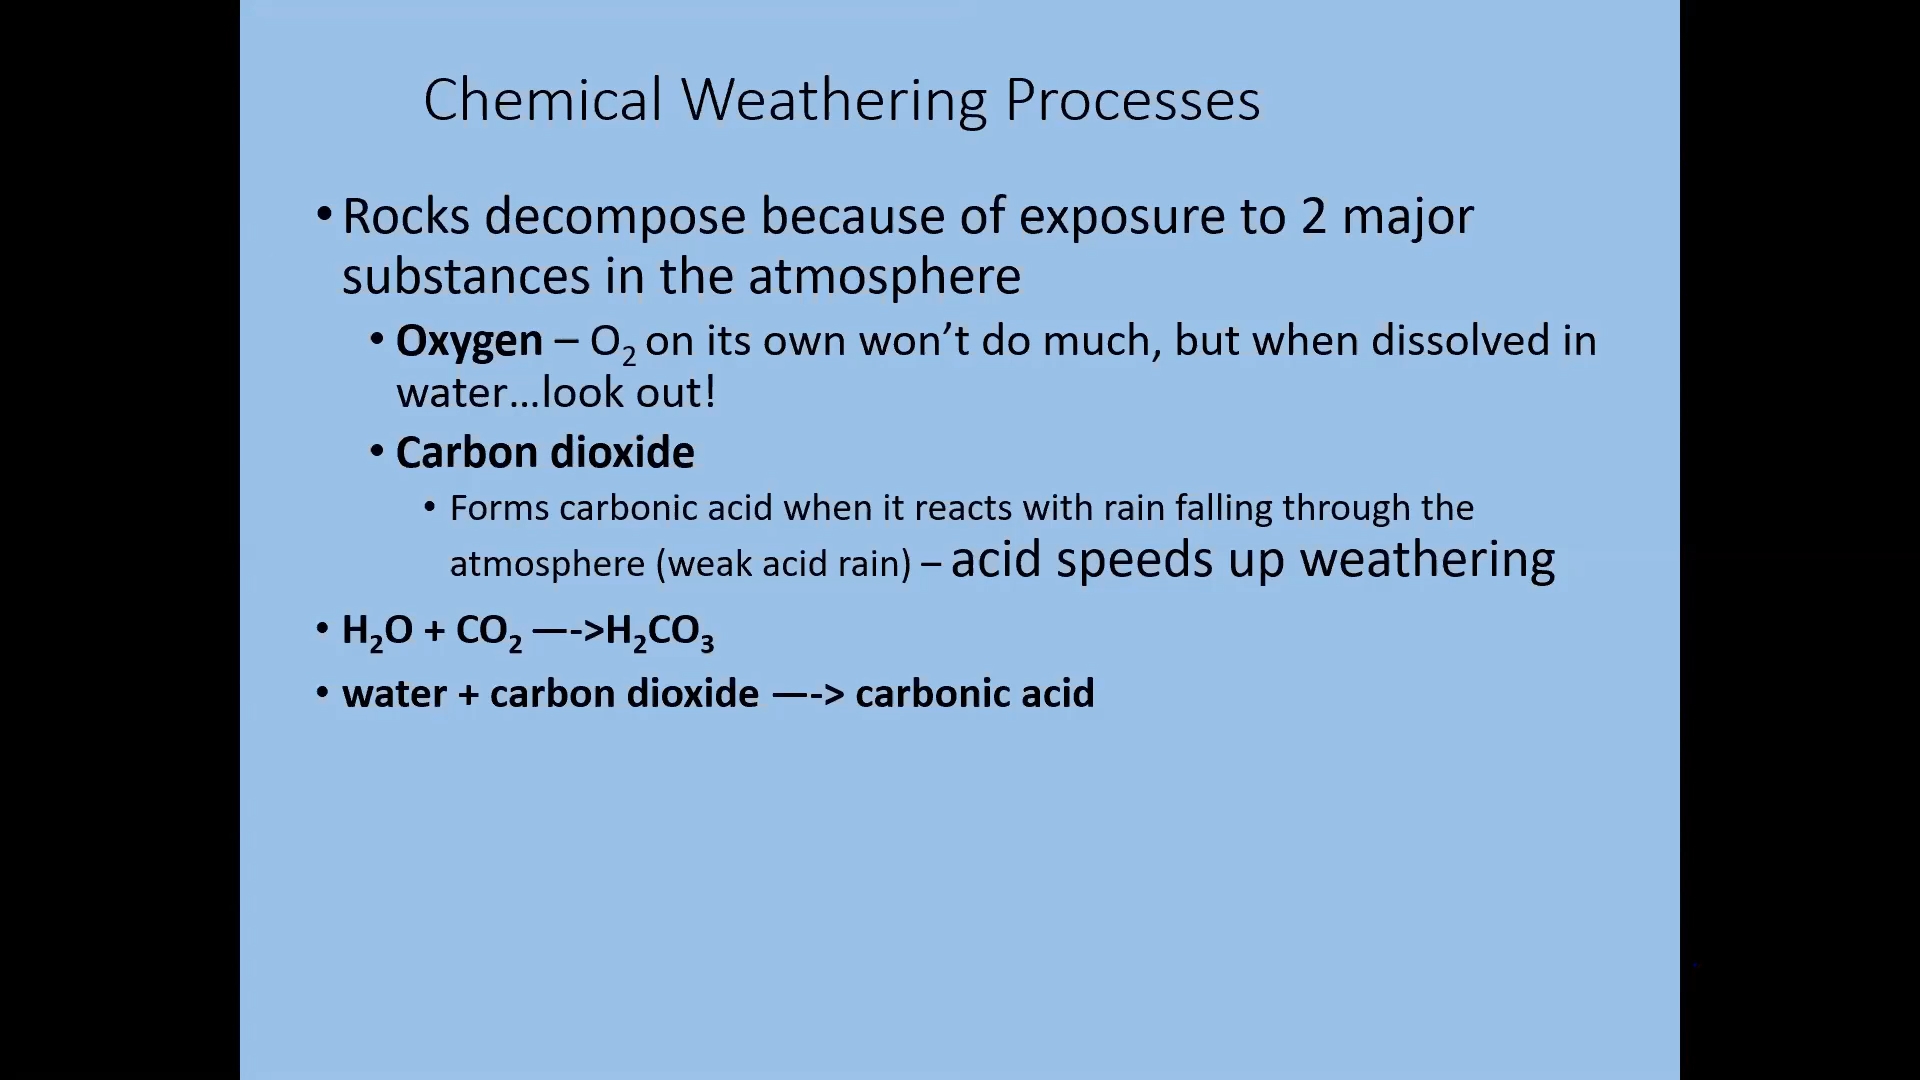 Chemical Weathering Processes
• Rocks decompose because of exposure to 2 major
substances in the atmosphere
• Oxygen – O₂ on its own won’t do much, but when dissolved in
water…look out!
• Carbon dioxide
• Forms carbonic acid when it reacts with rain falling through the
atmosphere (weak acid rain) – acid speeds up weathering
• H₂O + CO₂ —->H₂CO₃
• water + carbon dioxide —-> carbonic acid